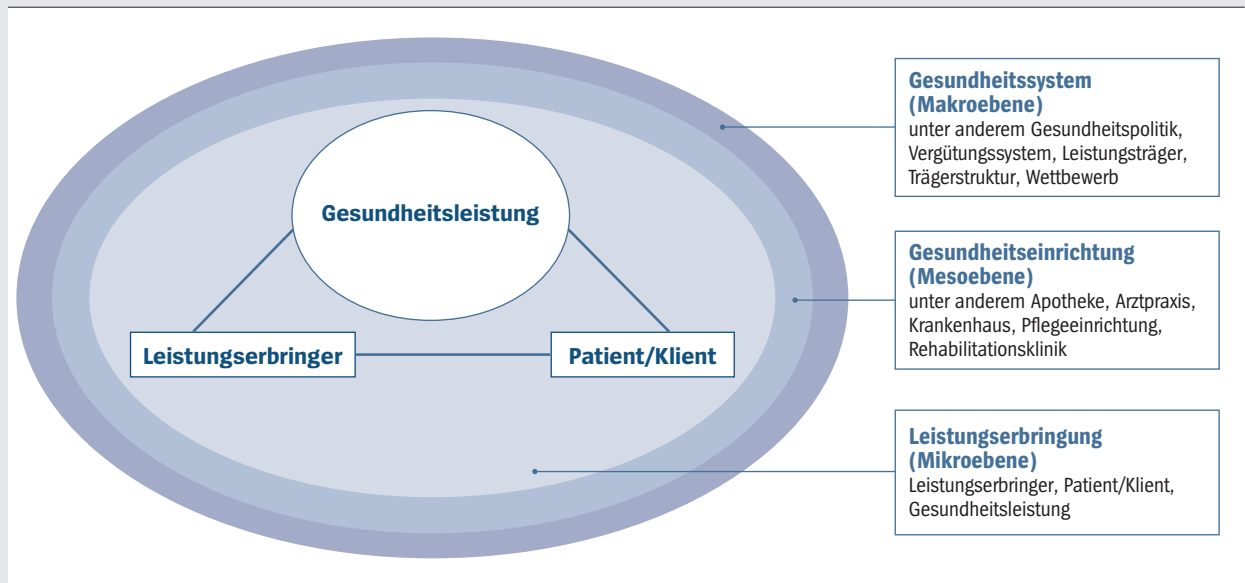 Gesundheitsleistung
Leistungserbringer
Patient/Klient
Gesundheitssystem
(Makroebene)
unter anderem Gesundheitspolitik,
Vergütungssystem, Leistungsträger,
Trägerstruktur, Wettbewerb
Gesundheitseinrichtung
(Mesoebene)
unter anderem Apotheke, Arztpraxis,
Krankenhaus, Pflegeeinrichtung,
Rehabilitationsklinik
Leistungserbringung
(Mikroebene)
Leistungserbringer, Patient/Klient,
Gesundheitsleistung